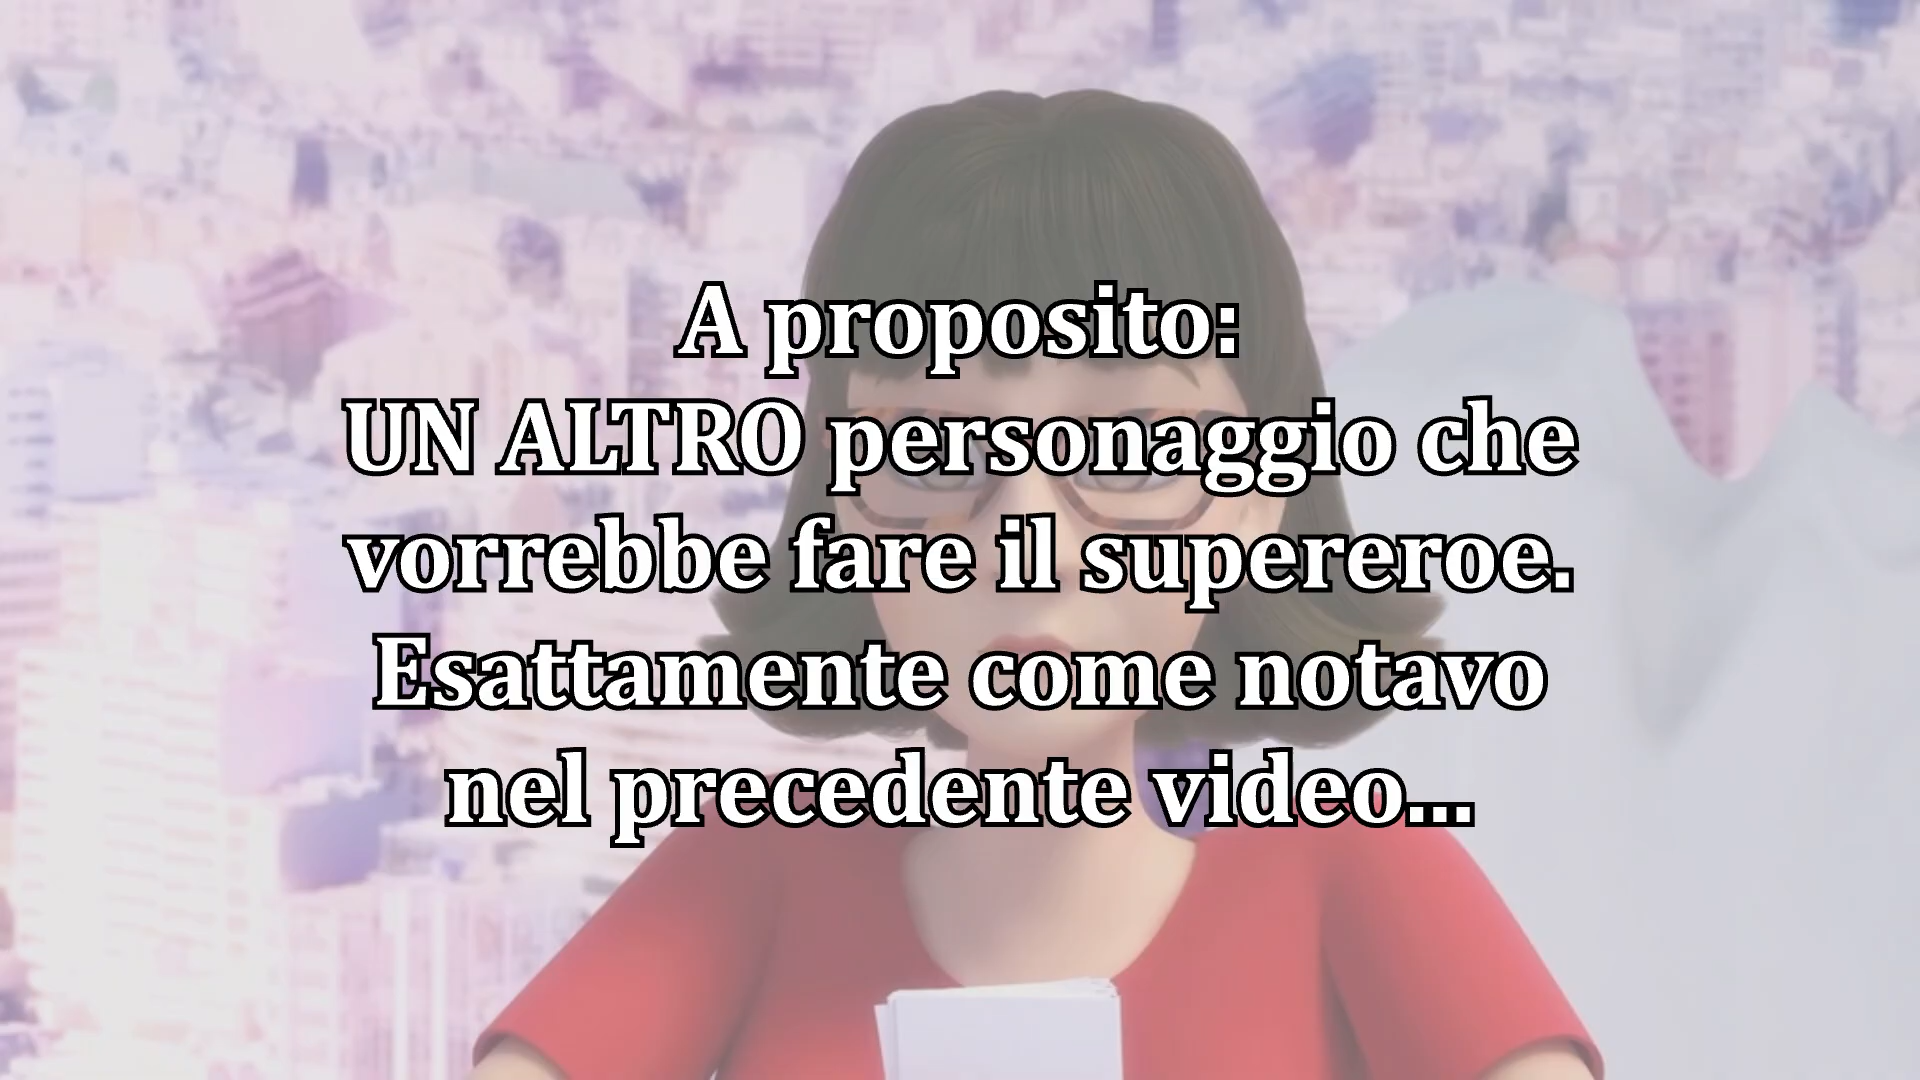 A proposito:
UN ALTRO personaggio che
vorrebbe fare il supereroe.
Esattamente come notavo
nel precedente video...